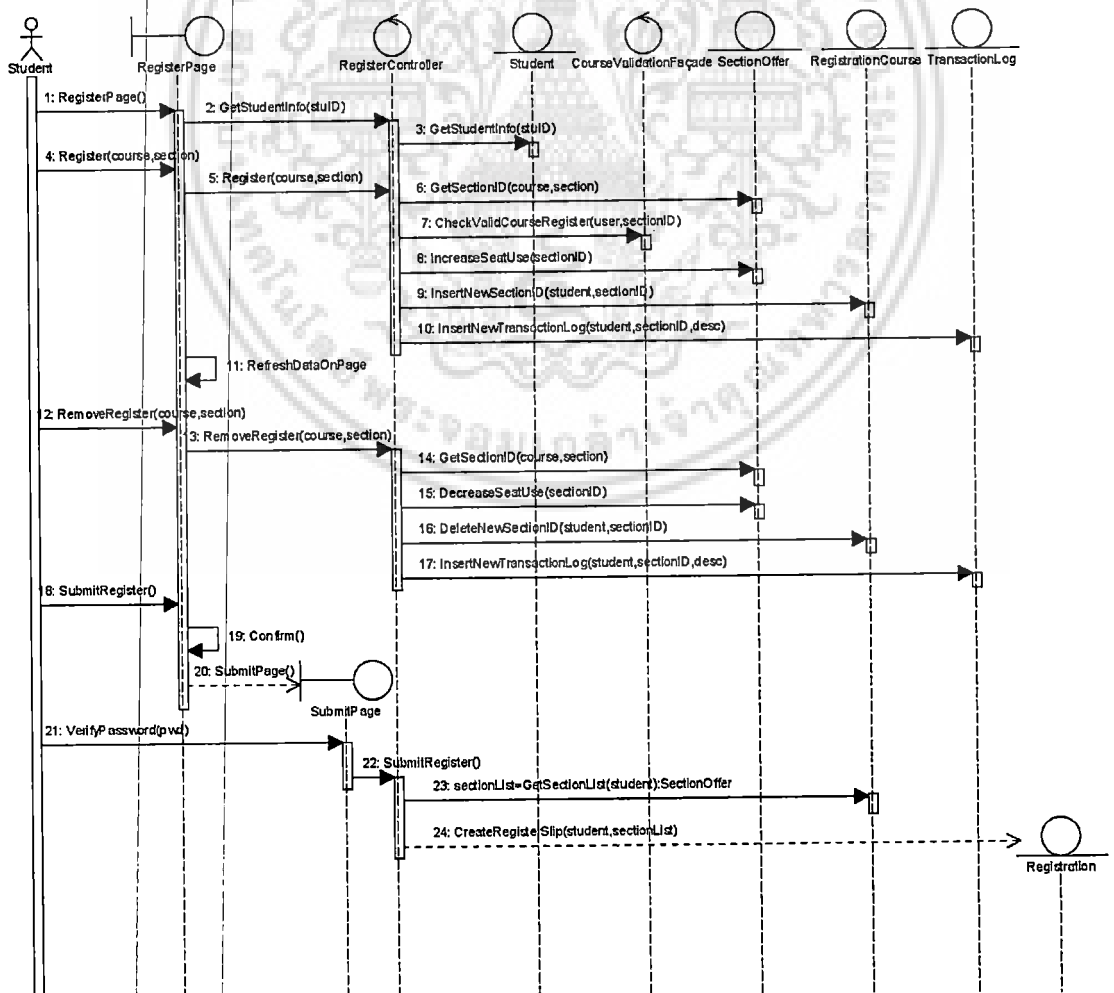 Student
RegisterPage
RegisterController
Student
CourseValidationFaçade
SectionOffer
RegistrationCourse
TransactionLog
1: RegisterPage()
2: GetStudentInfo(stuID)
3: GetStudentInfo(stuID)
4: Register(course,section)
5: Register(course,section)
6: GetSectionID(course,section)
7: CheckValidCourseRegister(user,sectionID)
8: IncreaseSeatUse(sectionID)
9: InsertNewSectionID(student,sectionID)
10: InsertNewTransactionLog(student,sectionID,desc)
11: RefreshDataOnPage
12: RemoveRegister(course,section)
13: RemoveRegister(course,section)
14: GetSectionID(course,section)
15: DecreaseSeatUse(sectionID)
16: DeleteNewSectionID(student,sectionID)
17: InsertNewTransactionLog(student,sectionID,desc)
18: SubmitRegister()
19: Confirm()
20: SubmitPage()
SubmitPage
21: VerifyPassword(pwd)
22: SubmitRegister()
23: sectionList=GetSectionList(student):SectionOffer
24: CreateRegisterSlip(student,sectionList)
Registration